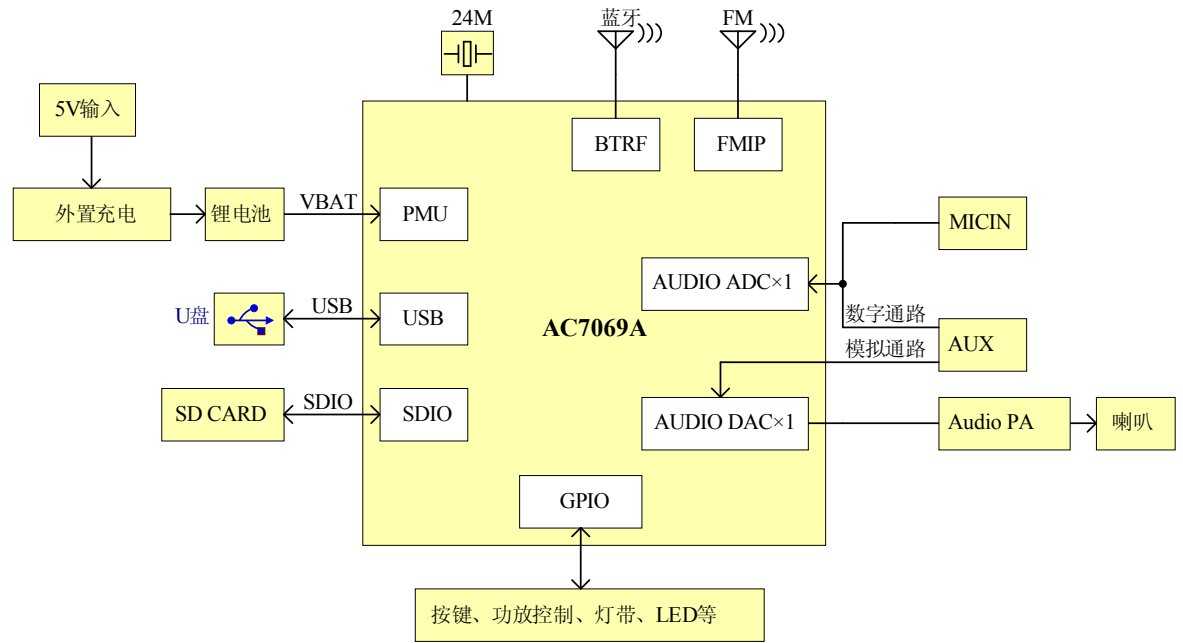 24M
蓝牙
FM
5V输入
BTRF
FMIP
外置充电
锂电池
VBAT
PMU
MICIN
AUDIO ADC×1
U盘
USB
USB
AC7069A
数字通路
模拟通路
AUX
SD CARD
SDIO
SDIO
AUDIO DAC×1
Audio PA
喇叭
GPIO
按键、功放控制、灯带、LED等